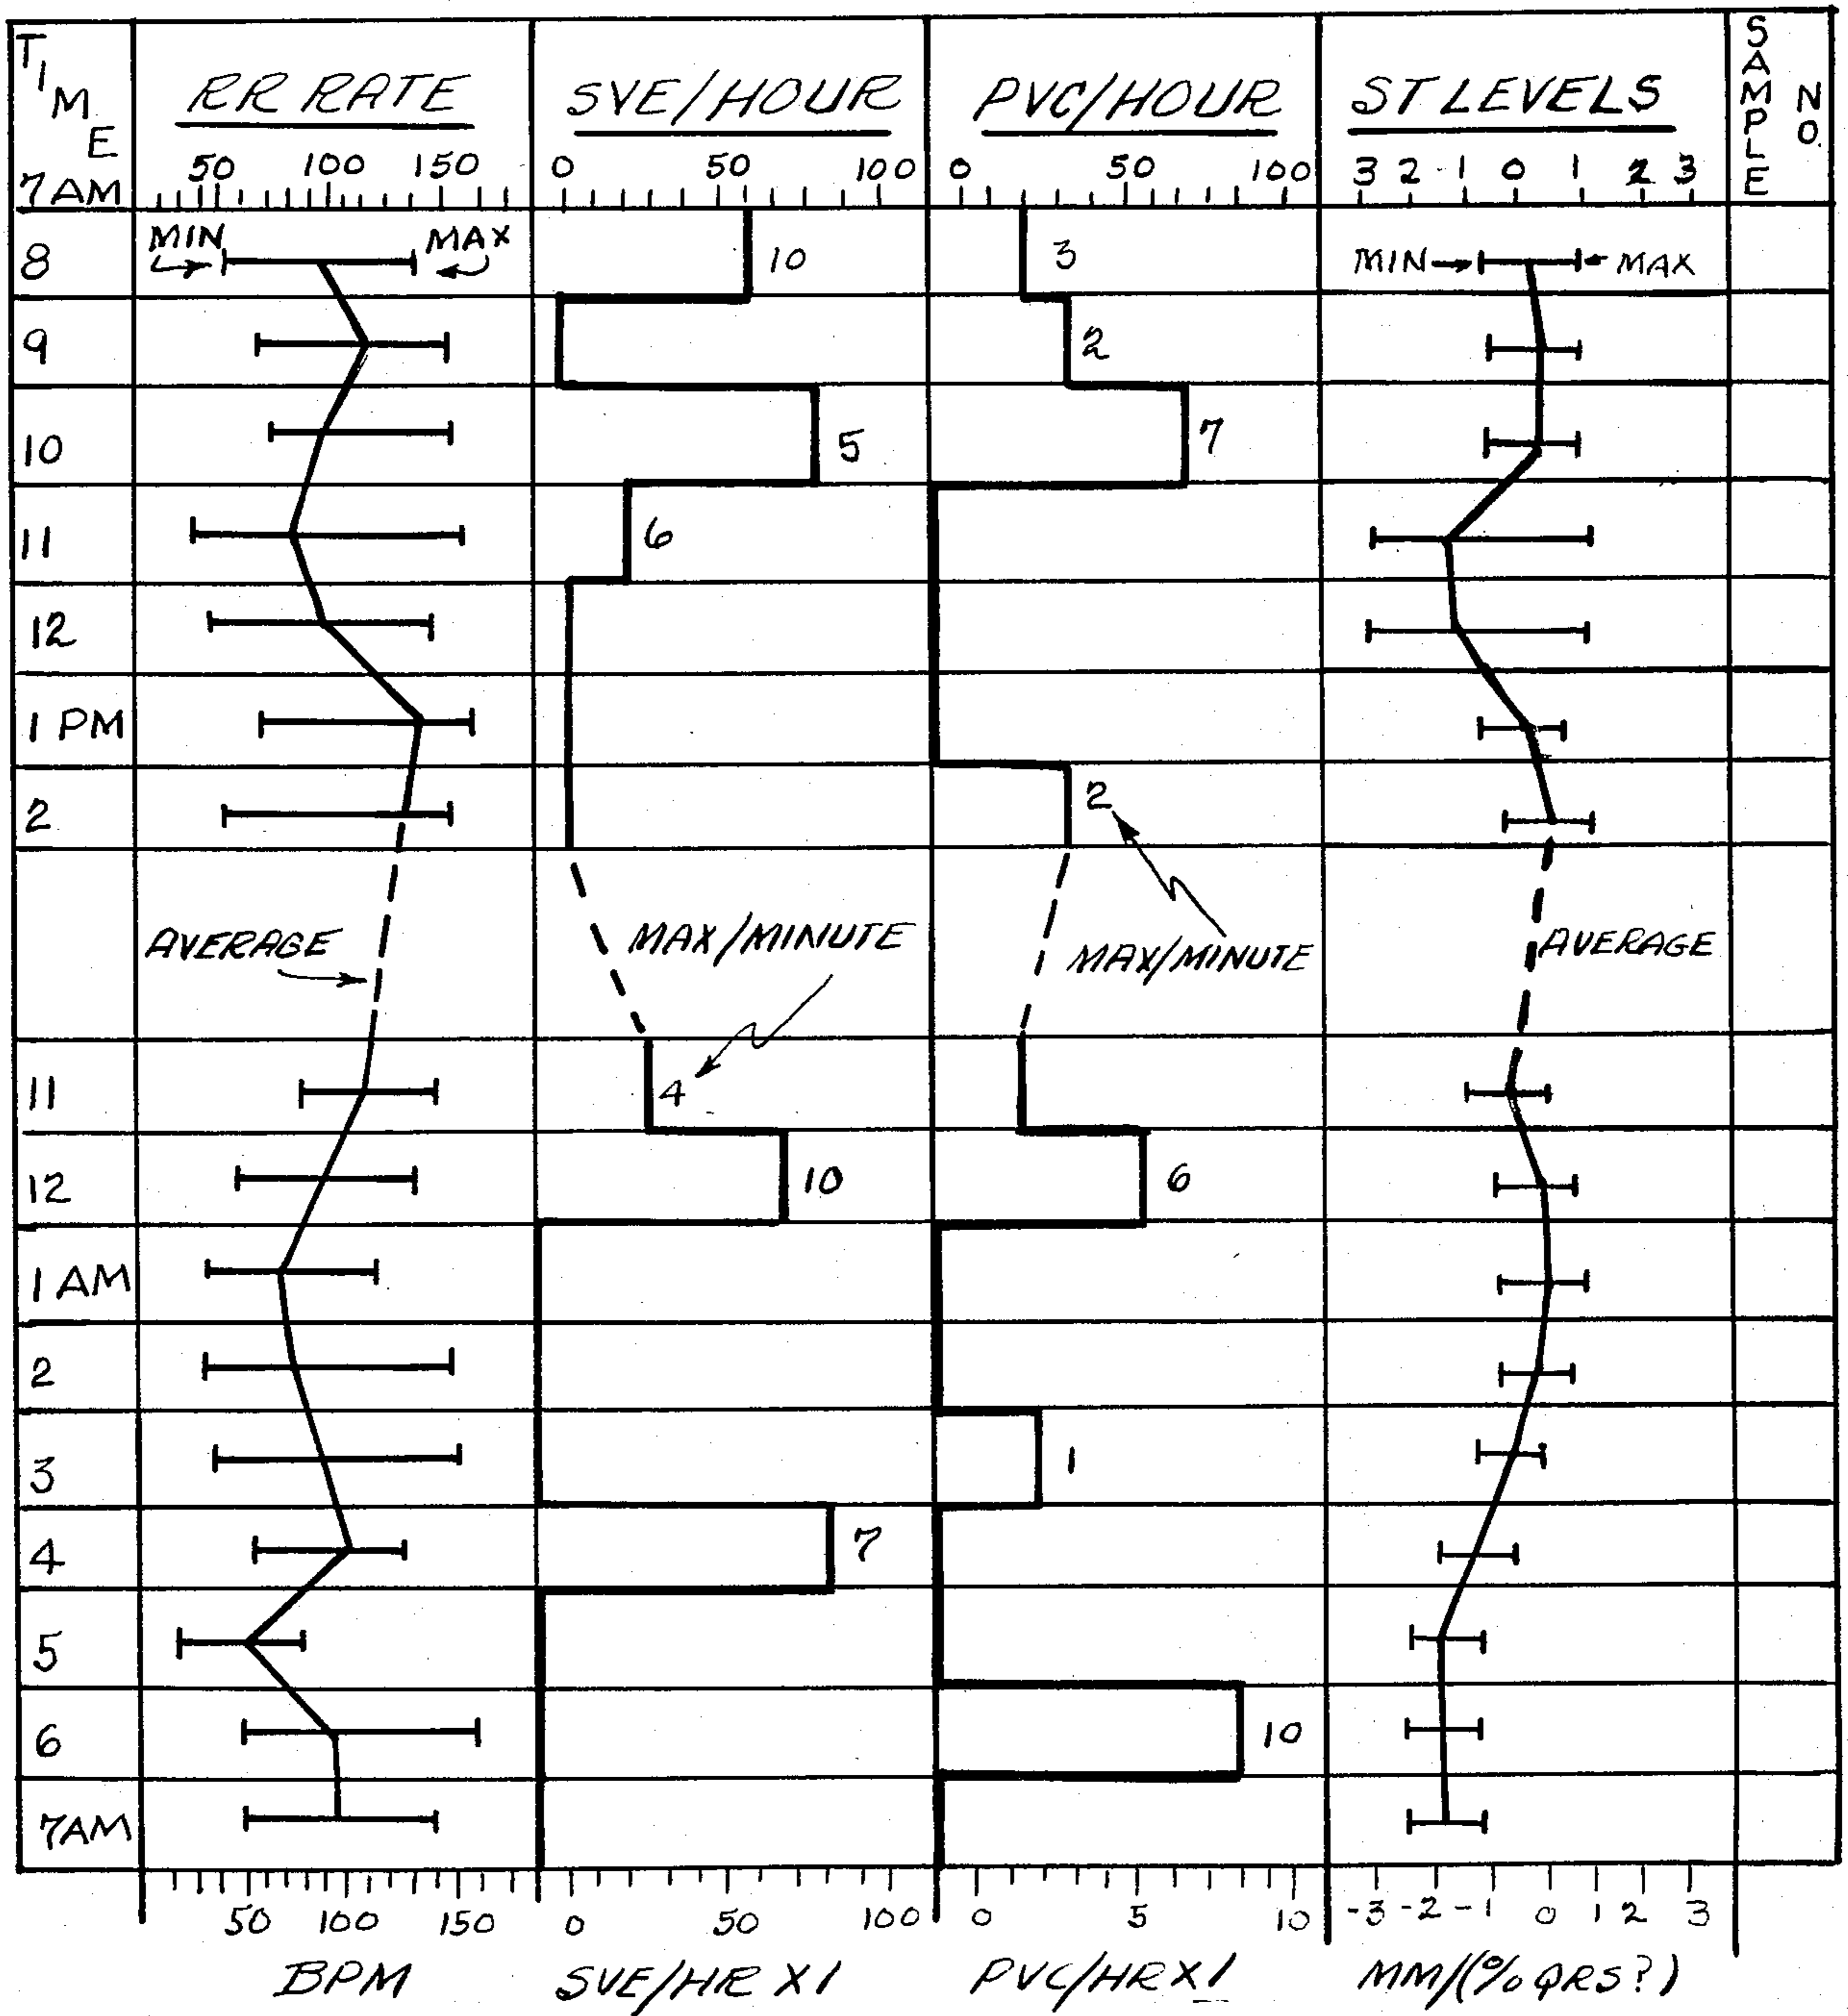 TIME RR RATE SVE/HOUR PVC/HOUR ST LEVELS SAMPLE NO.
7AM 50 100 150 0 50 100 0 50 100 3 2 1 0 1 2 3
8 MIN MAX 10 3 MIN MAX
9 2
10 5 7
11 6
12
1 PM
2 2
AVERAGE MAX/MINUTE MAX/MINUTE AVERAGE
11 4
12 10 6
1 AM
2
3 1
4 7
5
6 10
7AM
50 100 150 0 50 100 0 5 10 -3 -2 -1 0 1 2 3
BPM SVE/HR X1 PVC/HR X1 MM/(% QRS?)